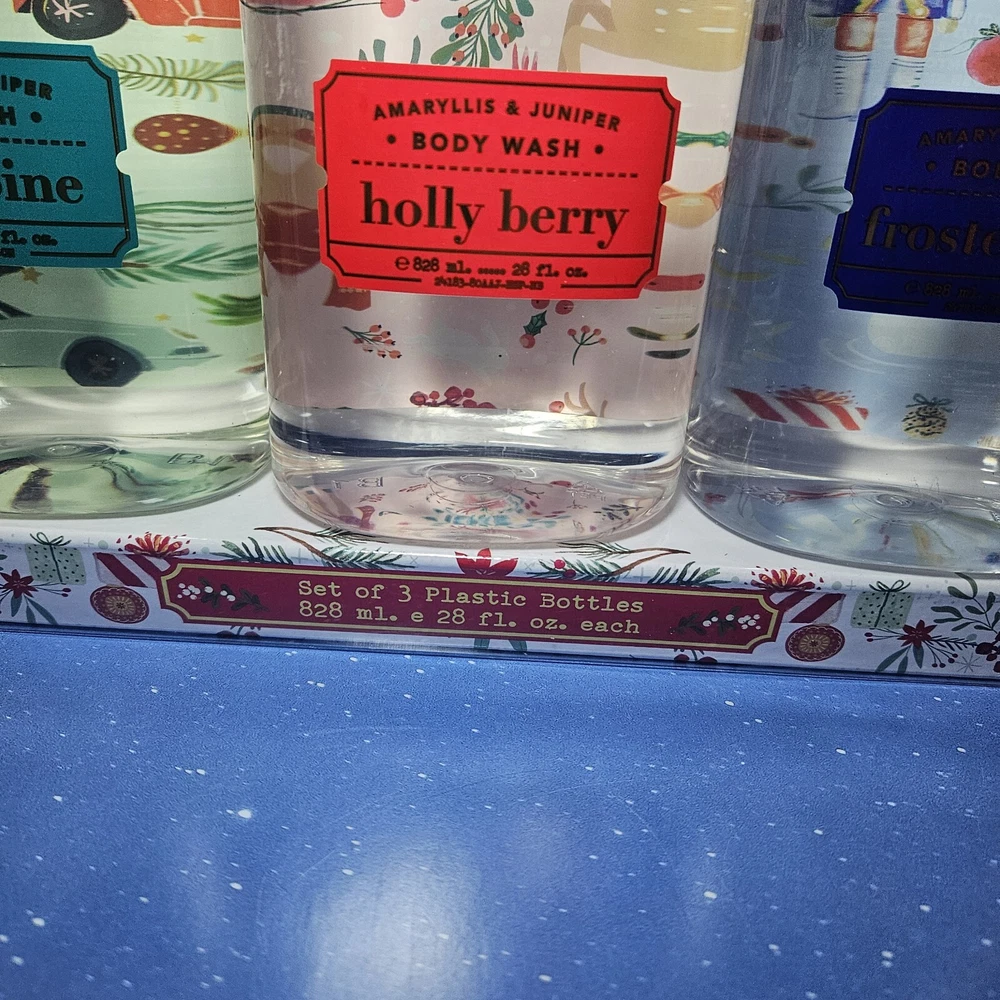 IPER
H •
ine
fl. oz.
AMARYLLIS & JUNIPER
• BODY WASH •
holly berry
e 828 ml. ..... 28 fl. oz.
AMARY
• BO
frost
Set of 3 Plastic Bottles
828 ml. e 28 fl. oz. each